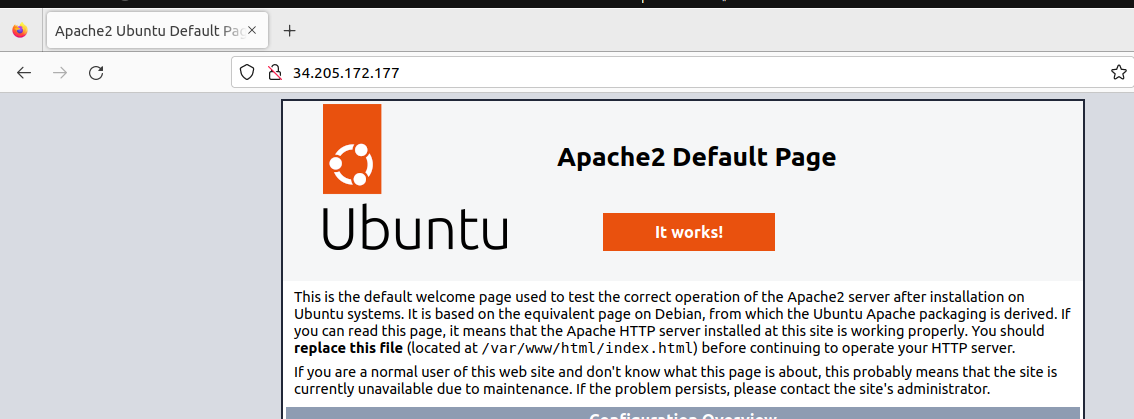 Apache2 Ubuntu Default Pag
34.205.172.177
Apache2 Default Page
Ubuntu
It works!
This is the default welcome page used to test the correct operation of the Apache2 server after installation on
Ubuntu systems. It is based on the equivalent page on Debian, from which the Ubuntu Apache packaging is derived. If
you can read this page, it means that the Apache HTTP server installed at this site is working properly. You should
replace this file (located at /var/www/html/index.html) before continuing to operate your HTTP server.
If you are a normal user of this web site and don't know what this page is about, this probably means that the site is
currently unavailable due to maintenance. If the problem persists, please contact the site's administrator.
Configuration Overview